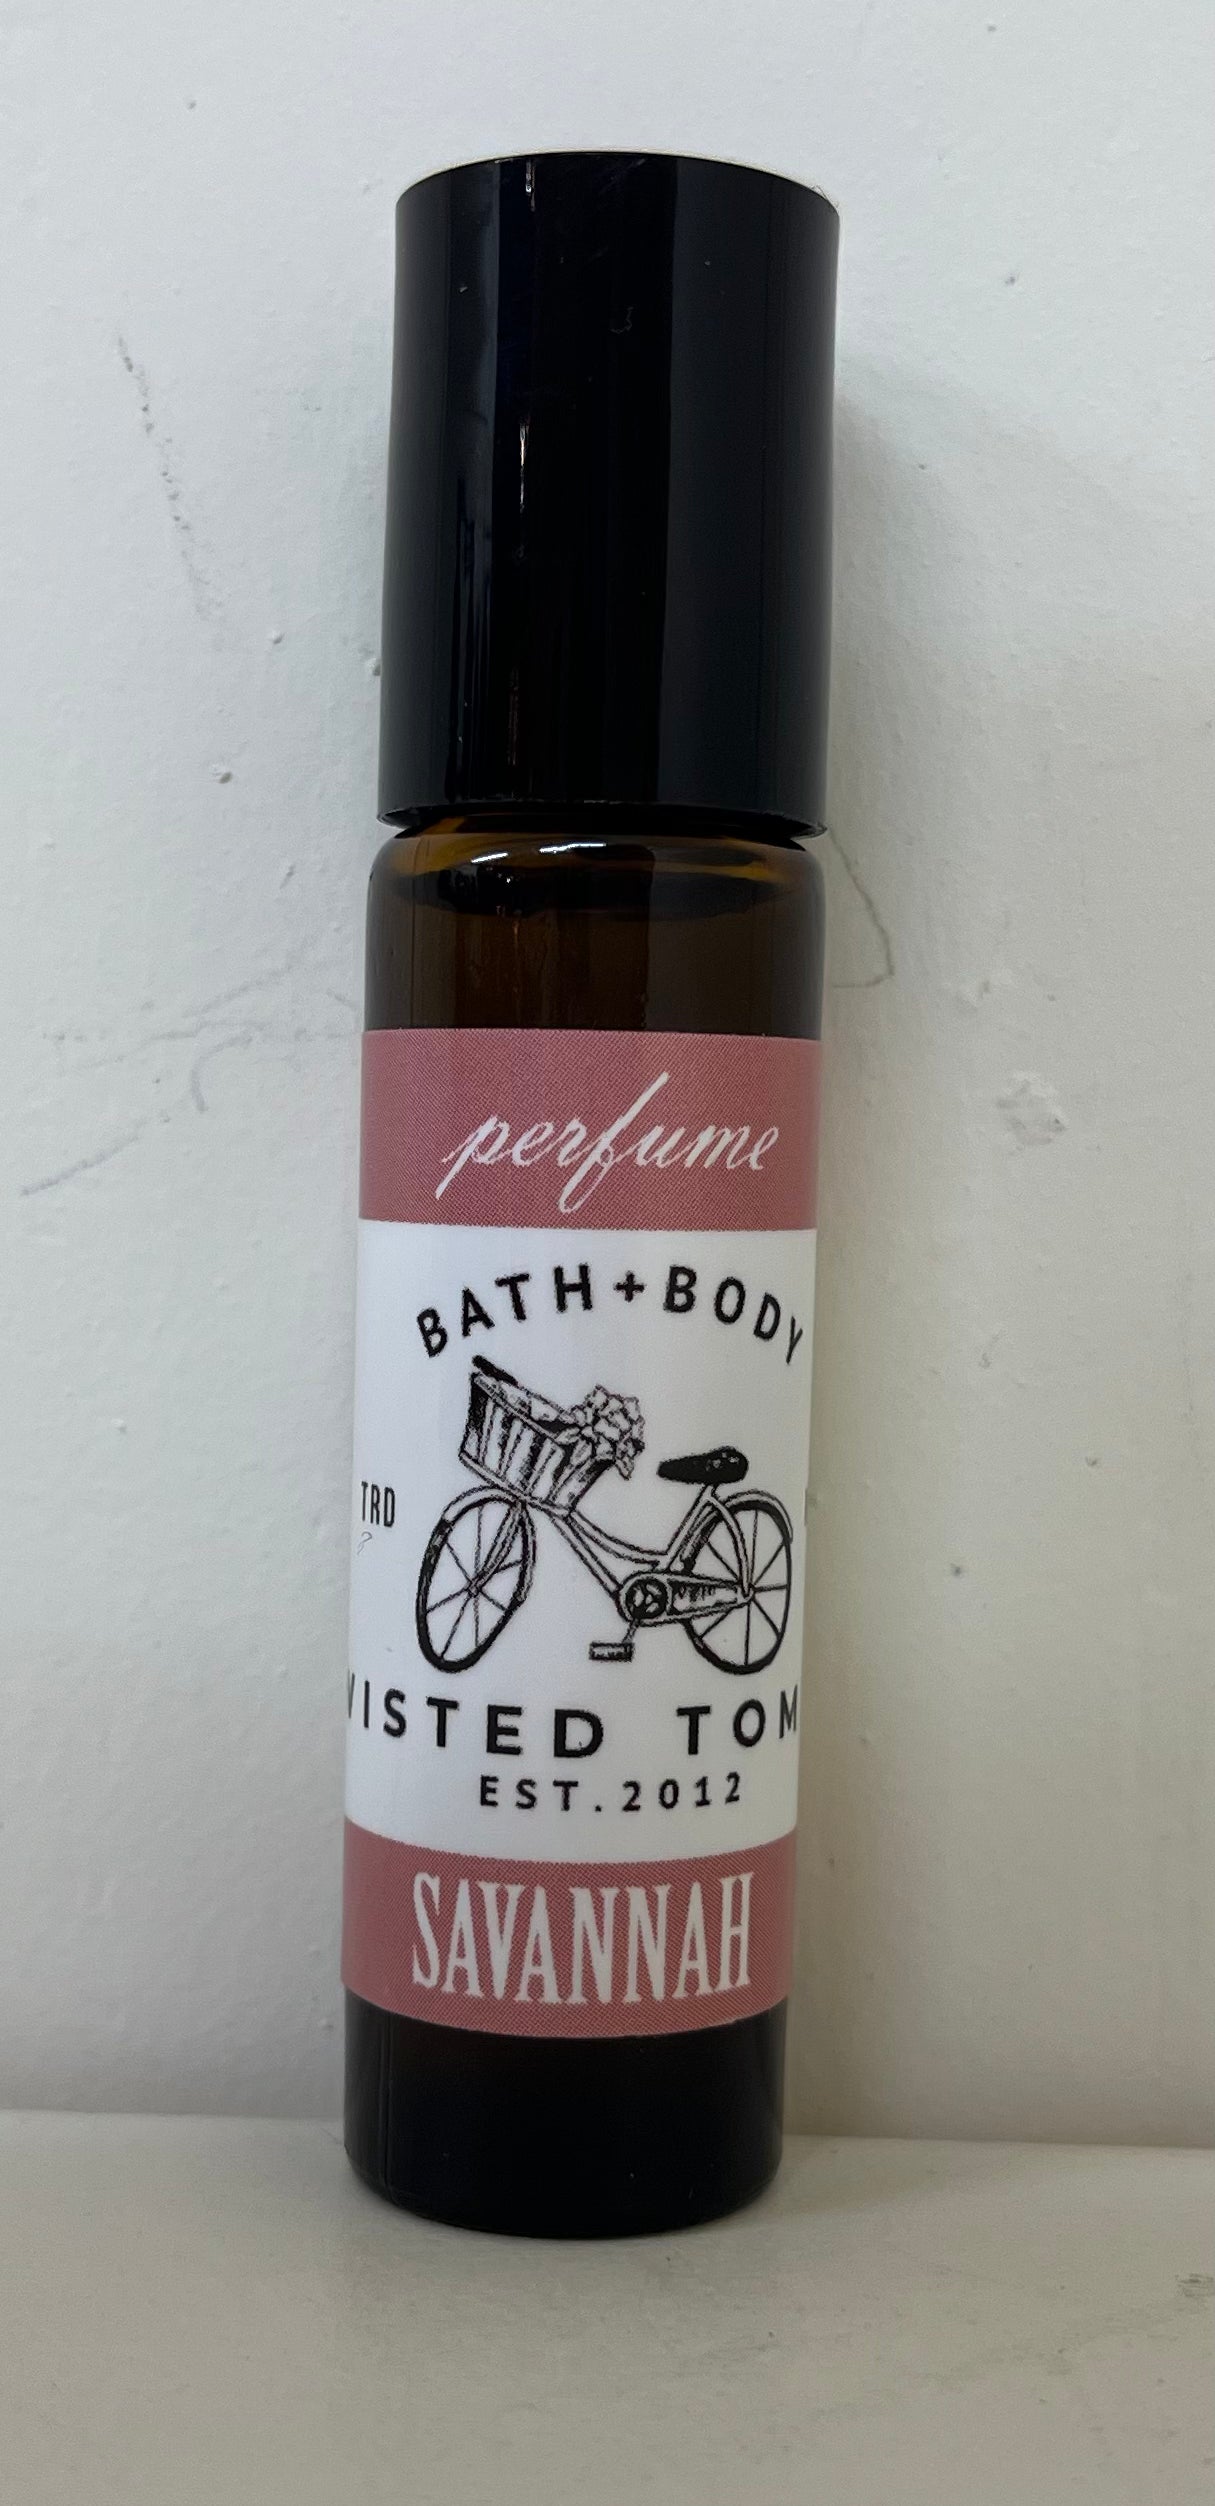 perfume
BATH+BODY
TRD
VISTED TOM
EST.2012
SAVANNAH